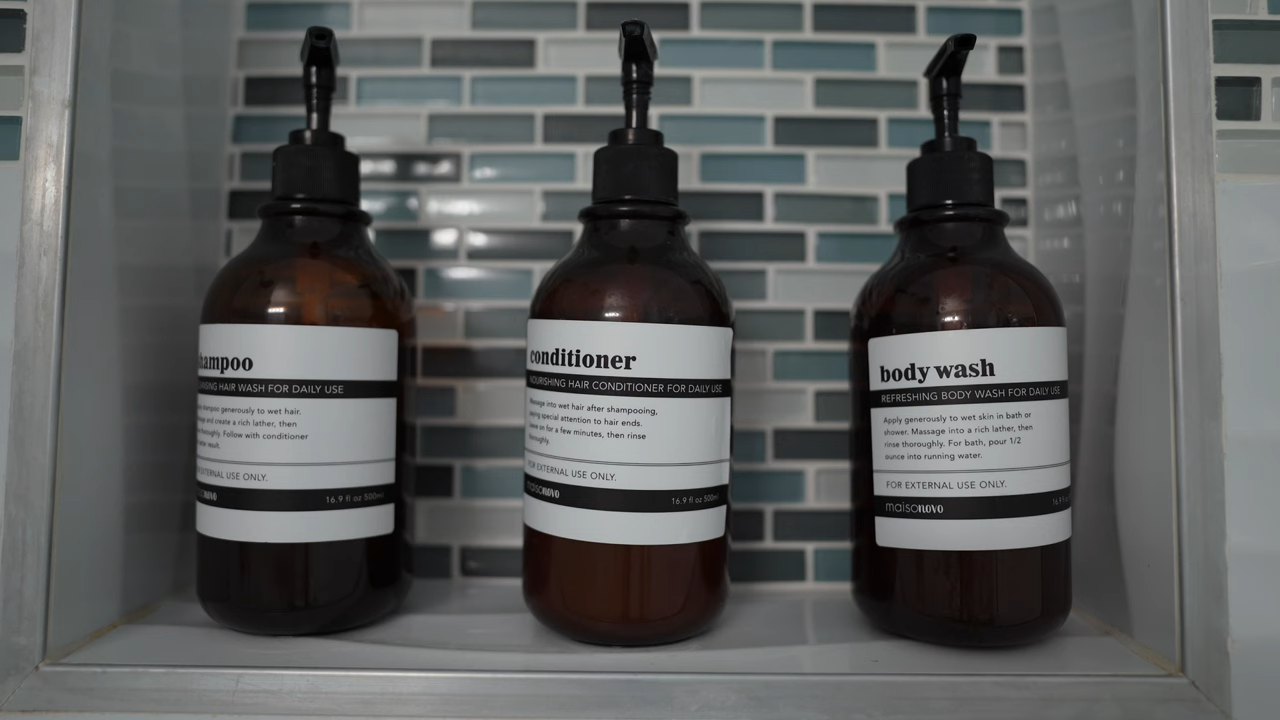 shampoo
CLEANSING HAIR WASH FOR DAILY USE
shampoo generously to wet hair.
and create a rich lather, then
thoroughly. Follow with conditioner
wash.
FOR EXTERNAL USE ONLY.
maisonovo 16.9 fl oz 500ml
conditioner
NOURISHING HAIR CONDITIONER FOR DAILY USE
Massage into wet hair after shampooing,
paying special attention to hair ends.
Leave on for a few minutes, then rinse
thoroughly.
FOR EXTERNAL USE ONLY.
maisonovo 16.9 fl oz 500ml
body wash
REFRESHING BODY WASH FOR DAILY USE
Apply generously to wet skin in bath or
shower. Massage into a rich lather, then
rinse thoroughly. For bath, pour 1/2
ounce into running water.
FOR EXTERNAL USE ONLY.
maisonovo